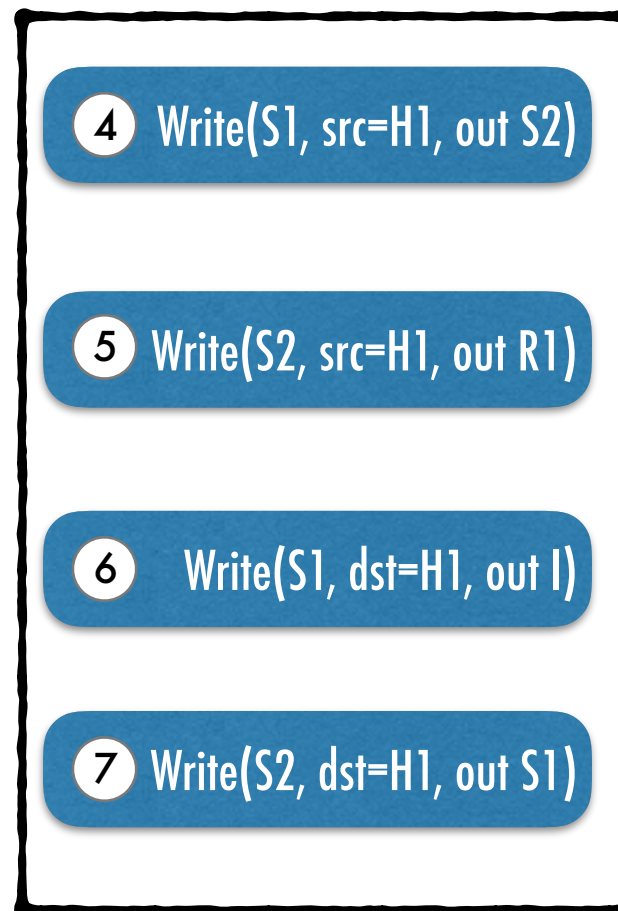 4 Write(S1, src=H1, out S2)
5 Write(S2, src=H1, out R1)
6 Write(S1, dst=H1, out I)
7 Write(S2, dst=H1, out S1)